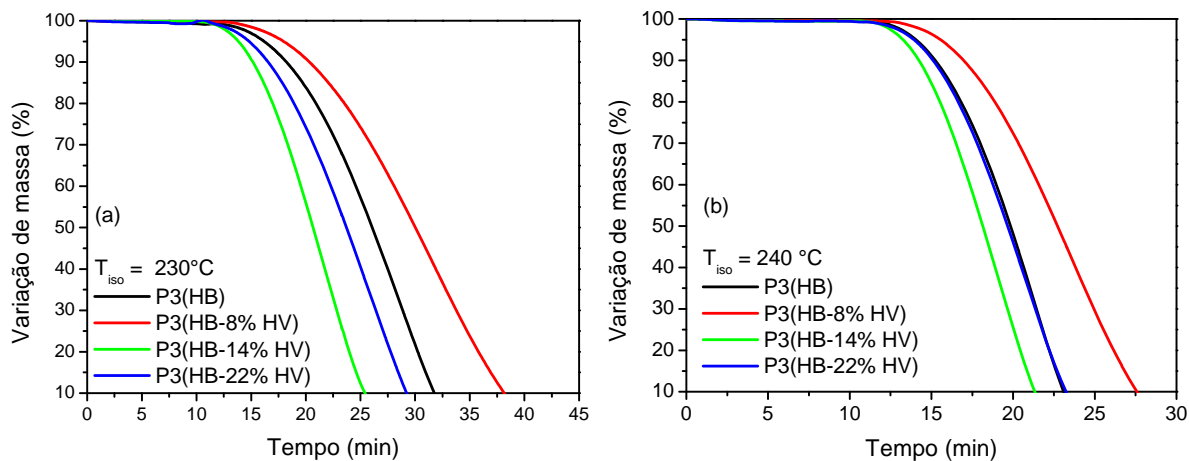 Variação de massa (%)
100
90
80
70
60
50
40
30
20
10
(a)
T iso = 230°C
P3(HB)
P3(HB-8% HV)
P3(HB-14% HV)
P3(HB-22% HV)
0 5 10 15 20 25 30 35 40 45
Tempo (min)
Variação de massa (%)
100
90
80
70
60
50
40
30
20
10
(b)
T iso = 240 °C
P3(HB)
P3(HB-8% HV)
P3(HB-14% HV)
P3(HB-22% HV)
0 5 10 15 20 25 30
Tempo (min)